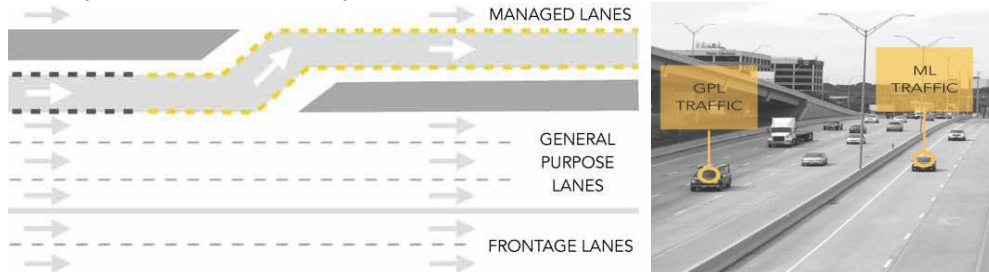 MANAGED LANES
GENERAL
PURPOSE
LANES
FRONTAGE LANES
GPL
TRAFFIC
ML
TRAFFIC